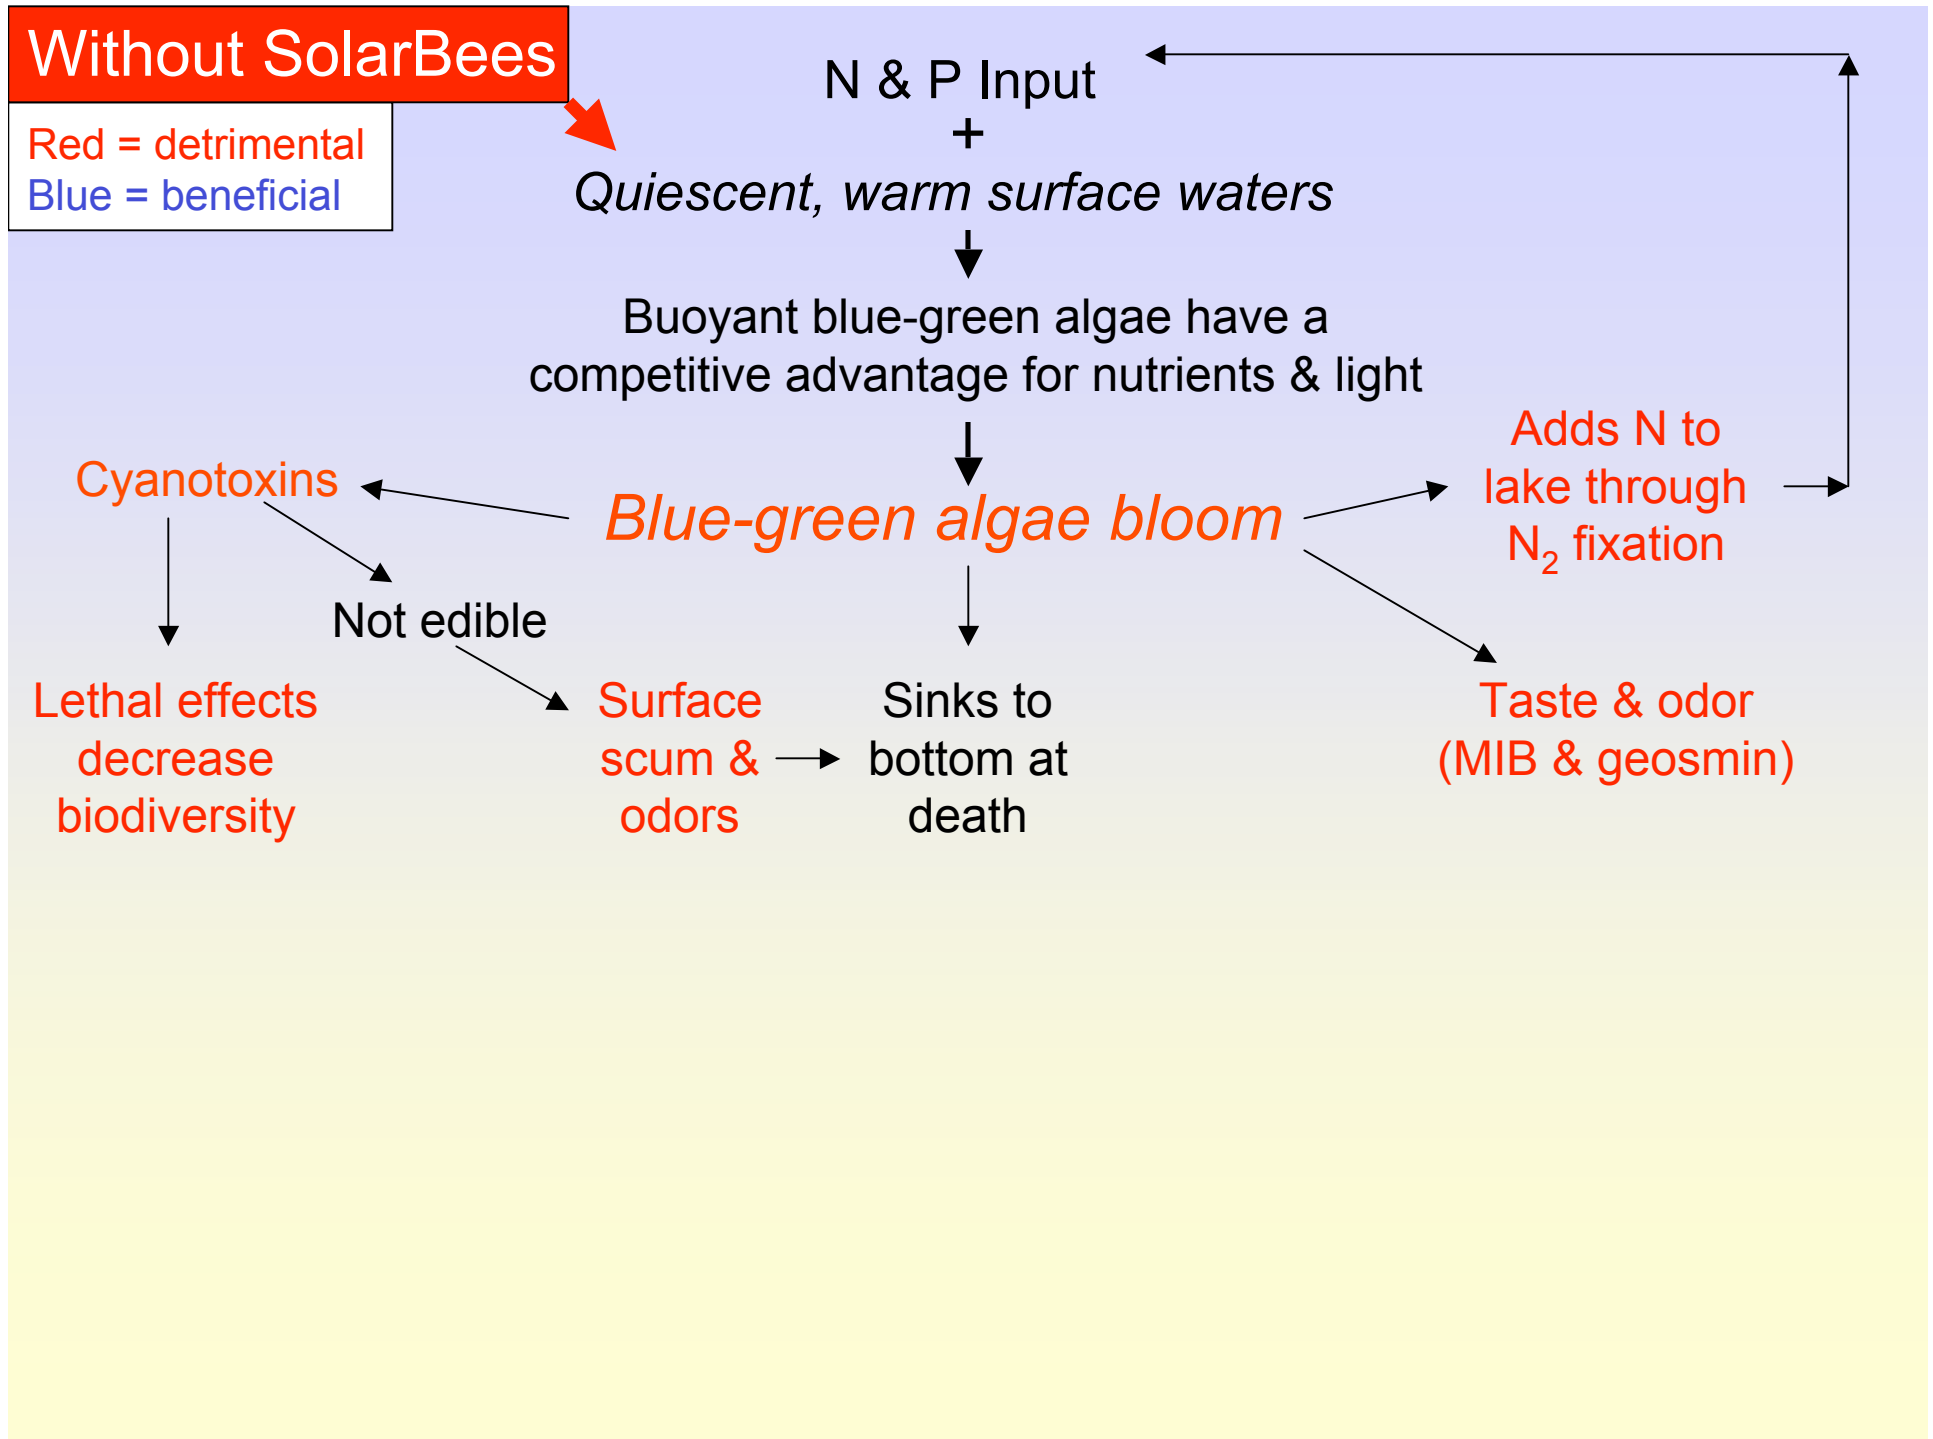 Without SolarBees
Red = detrimental
Blue = beneficial
N & P Input
+
Quiescent, warm surface waters
Buoyant blue-green algae have a
competitive advantage for nutrients & light
Cyanotoxins
Blue-green algae bloom
Adds N to
lake through
N₂ fixation
Not edible
Lethal effects
decrease
biodiversity
Surface
scum &
odors
Sinks to
bottom at
death
Taste & odor
(MIB & geosmin)